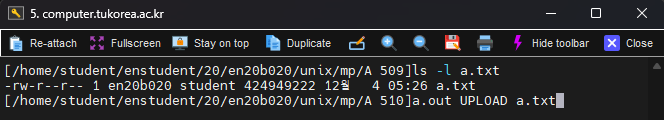 5. computer.tukorea.ac.kr
Re-attach Fullscreen Stay on top Duplicate Hide toolbar Close
[/home/student/enstudent/20/en20b020/unix/mp/A 509]ls -l a.txt
-rw-r--r-- 1 en20b020 student 424949222 12월 4 05:26 a.txt
[/home/student/enstudent/20/en20b020/unix/mp/A 510]a.out UPLOAD a.txt